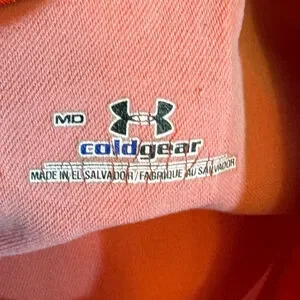 MD
coldgear
MADE IN EL SALVADOR / FABRIQUE AU SALVADOR